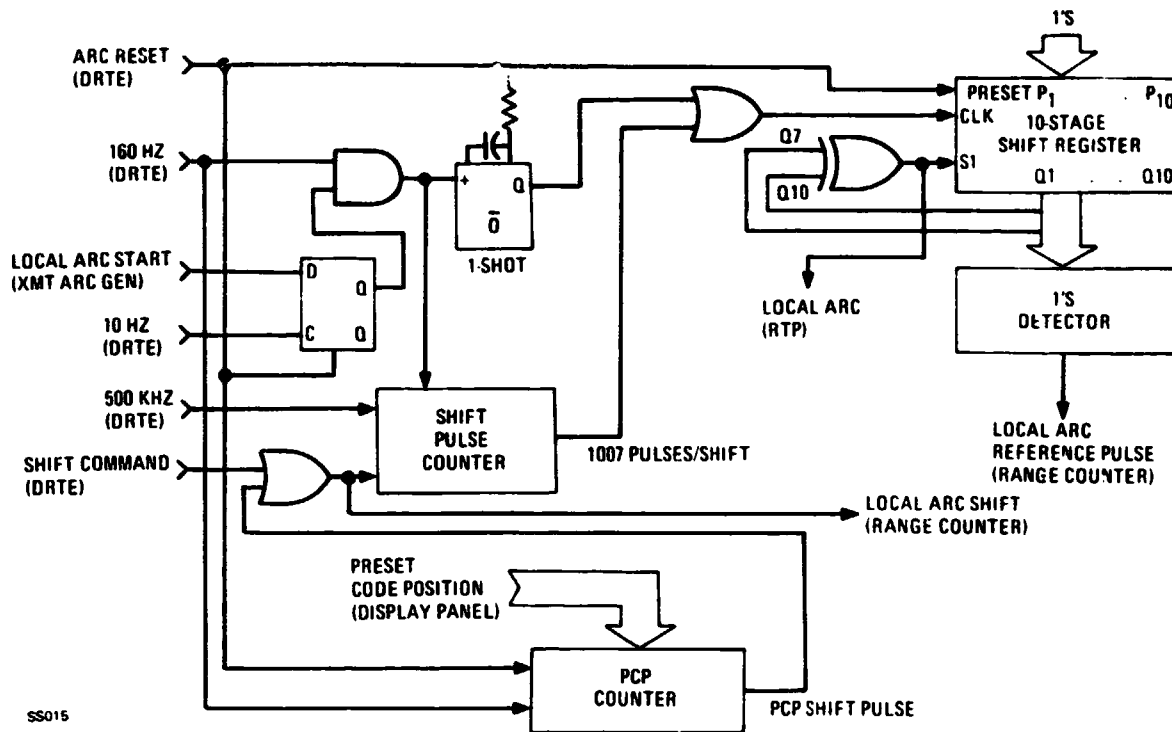 1'S
ARC RESET
(DRTE)
PRESET P1 P10
CLK
10-STAGE
SHIFT REGISTER
S1
Q1 . . Q10
160 HZ
(DRTE)
+ Q
O
1-SHOT
Q7
Q10
LOCAL ARC START
(XMT ARC GEN)
D
Q
10 HZ
(DRTE)
C Q
LOCAL ARC
(RTP)
1'S
DETECTOR
500 KHZ
(DRTE)
SHIFT
PULSE
COUNTER
1007 PULSES/SHIFT
LOCAL ARC
REFERENCE PULSE
(RANGE COUNTER)
SHIFT COMMAND
(DRTE)
LOCAL ARC SHIFT
(RANGE COUNTER)
PRESET
CODE POSITION
(DISPLAY PANEL)
PCP
COUNTER
PCP SHIFT PULSE
SS015